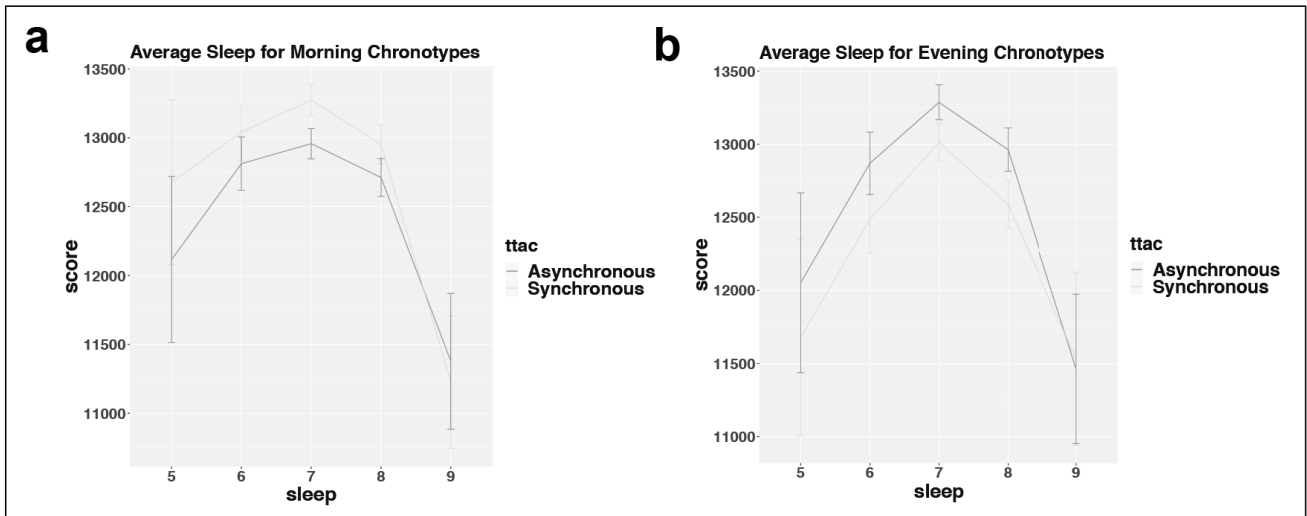 a
Average Sleep for Morning Chronotypes
13500
13000
12500
12000
11500
11000
score
5 6 7 8 9
sleep
ttac
Asynchronous
Synchronous
b
Average Sleep for Evening Chronotypes
13500
13000
12500
12000
11500
11000
score
5 6 7 8 9
sleep
ttac
Asynchronous
Synchronous